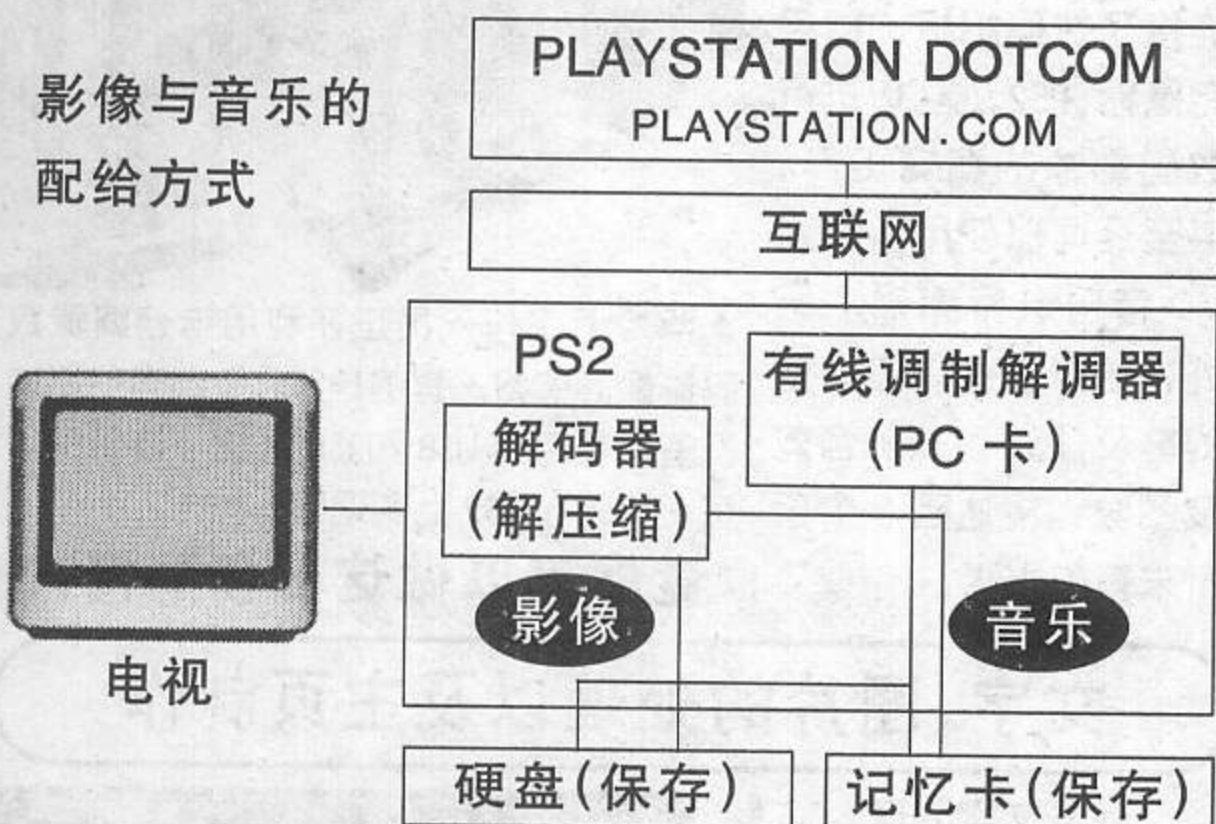 影像与音乐的
配给方式
PLAYSTATION DOTCOM
PLAYSTATION.COM
互联网
PS2
有线调制解调器
(PC 卡)
解码器
(解压缩)
影像
音乐
电视
硬盘(保存)
记忆卡(保存)